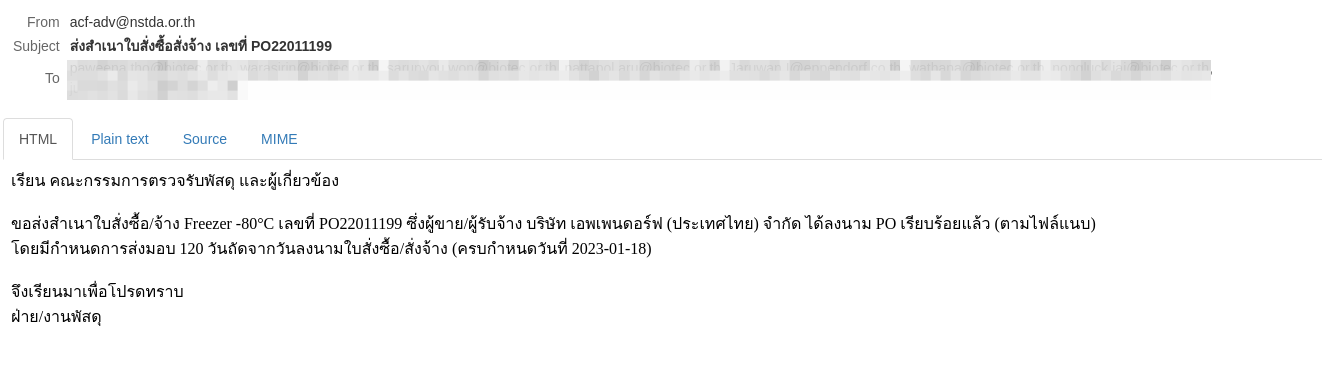 From acf-adv@nstda.or.th
Subject ส่งสำเนาใบสั่งซื้อสั่งจ้าง เลขที่ PO22011199
To
HTML Plain text Source MIME
เรียน คณะกรรมการตรวจรับพัสดุ และผู้เกี่ยวข้อง
ขอส่งสำเนาใบสั่งซื้อ/จ้าง Freezer -80°C เลขที่ PO22011199 ซึ่งผู้ขาย/ผู้รับจ้าง บริษัท เอพเพนดอร์ฟ (ประเทศไทย) จำกัด ได้ลงนาม PO เรียบร้อยแล้ว (ตามไฟล์แนบ)
โดยมีกำหนดการส่งมอบ 120 วันถัดจากวันลงนามใบสั่งซื้อ/สั่งจ้าง (ครบกำหนดวันที่ 2023-01-18)
จึงเรียนมาเพื่อโปรดทราบ
ฝ่าย/งานพัสดุ